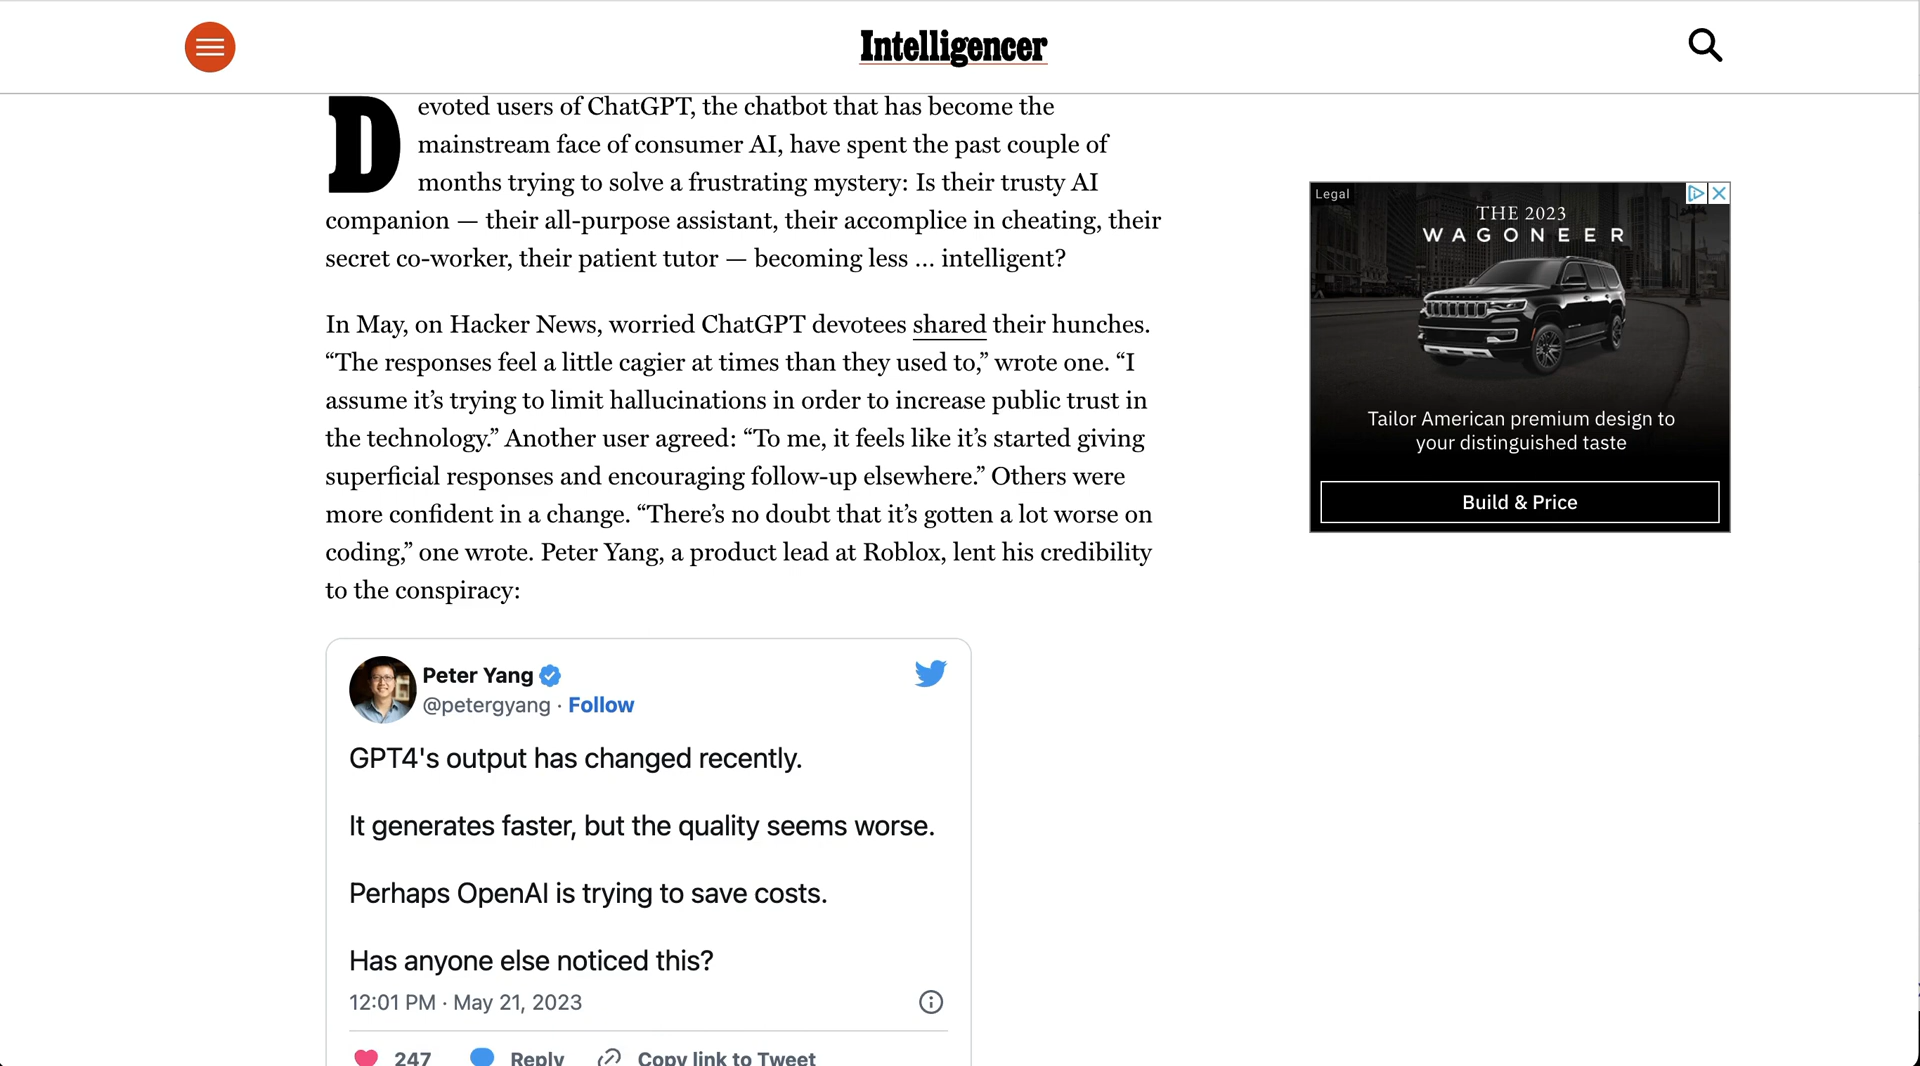 Intelligencer
Devoted users of ChatGPT, the chatbot that has become the
mainstream face of consumer AI, have spent the past couple of
months trying to solve a frustrating mystery: Is their trusty AI
companion — their all-purpose assistant, their accomplice in cheating, their
secret co-worker, their patient tutor — becoming less ... intelligent?
In May, on Hacker News, worried ChatGPT devotees shared their hunches.
“The responses feel a little cagier at times than they used to,” wrote one. “I
assume it’s trying to limit hallucinations in order to increase public trust in
the technology.” Another user agreed: “To me, it feels like it’s started giving
superficial responses and encouraging follow-up elsewhere.” Others were
more confident in a change. “There’s no doubt that it’s gotten a lot worse on
coding,” one wrote. Peter Yang, a product lead at Roblox, lent his credibility
to the conspiracy:
Peter Yang
@petergyang · Follow
GPT4's output has changed recently.
It generates faster, but the quality seems worse.
Perhaps OpenAI is trying to save costs.
Has anyone else noticed this?
12:01 PM · May 21, 2023
247 Reply Copy link to Tweet
Legal
THE 2023
WAGONEER
Tailor American premium design to
your distinguished taste
Build & Price